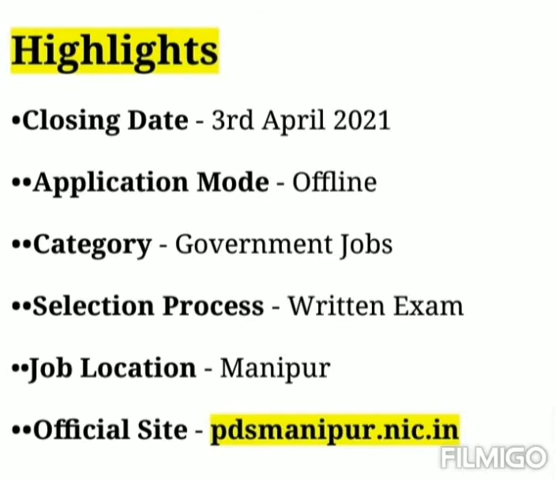 Highlights
•Closing Date - 3rd April 2021
••Application Mode - Offline
••Category - Government Jobs
••Selection Process - Written Exam
••Job Location - Manipur
••Official Site - pdsmanipur.nic.in
FILMIGO